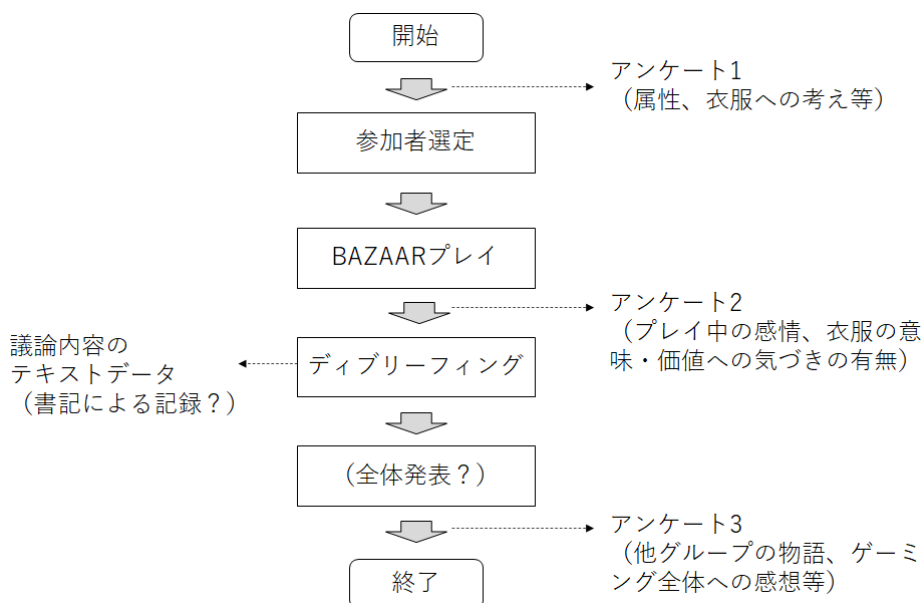 開始
アンケート1
（属性、衣服への考え等）
参加者選定
BAZAARプレイ
アンケート2
（プレイ中の感情、衣服の意
味・価値への気づきの有無）
議論内容の
テキストデータ
（書記による記録？）
ディブリーフィング
（全体発表？）
アンケート3
（他グループの物語、ゲーミ
ング全体への感想等）
終了